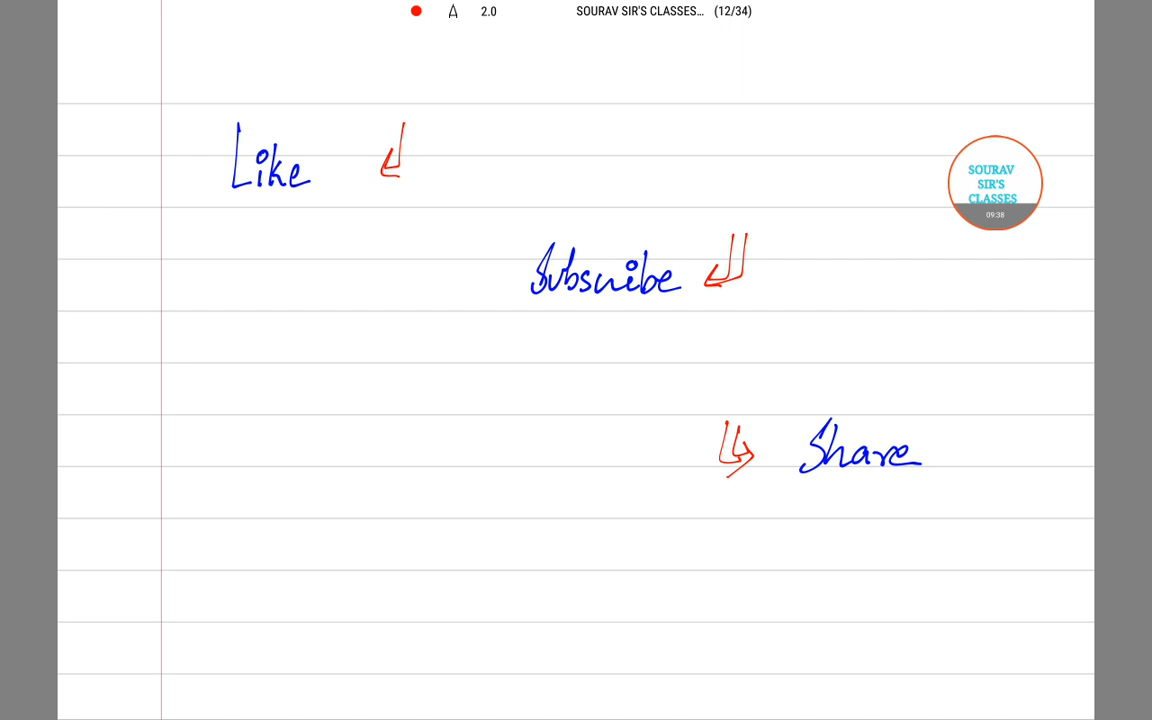 2.0 SOURAV SIR'S CLASSES... (12/34)
Like
SOURAV
SIR'S
CLASSES
09:38
Subscribe
Share